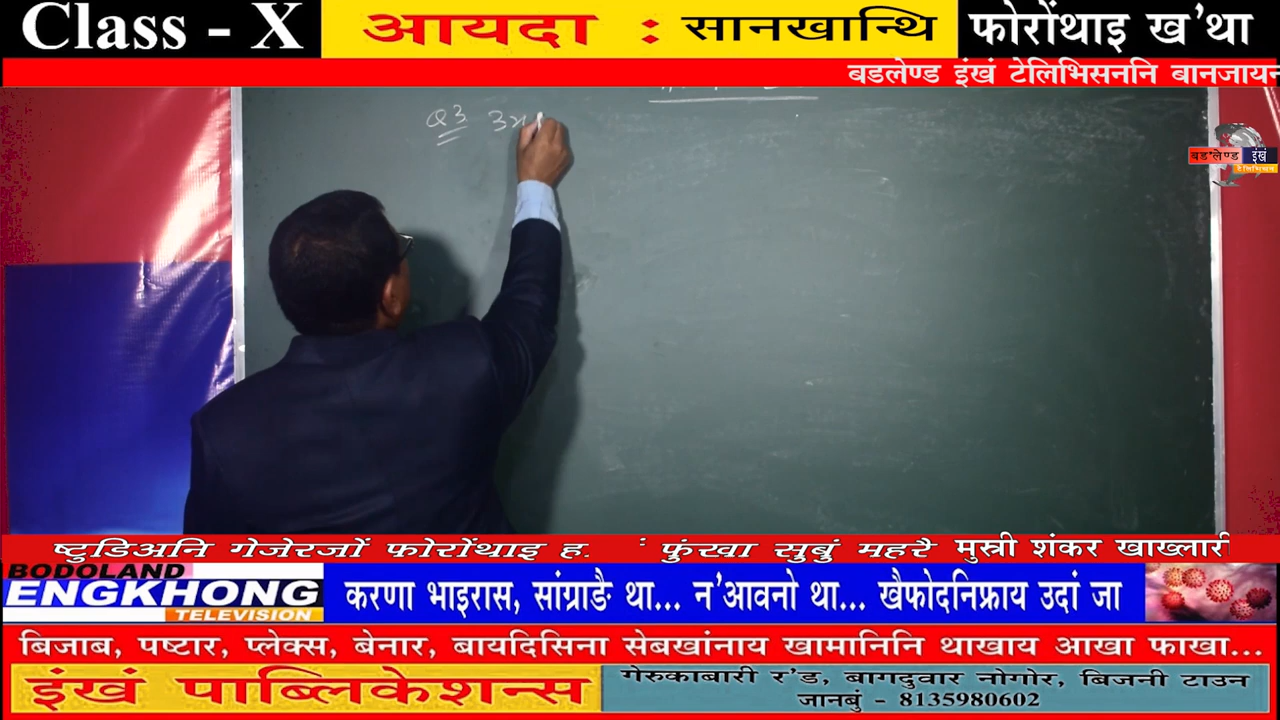 Class - X
आयदा : सानखान्थि
फोरोंथाइ ख'था
बडलेण्ड इंखं टेलिभिसननि बानजायन
Q3
बड'लेण्ड इंखं
टेलिभिसन
ष्टुडिअनि गेजेरजों फोरोंथाइ ह. फुंखा सुबुं महरै मुस्री शंकर खाख्लारी
BODOLAND
ENGKHONG
TELEVISION
करणा भाइरास, सांग्राङै था... न'आवनो था... खैफोदनिफ्राय उदां जा
बिजाब, पष्टार, प्लेक्स, बेनार, बायदिसिना सेबखांनाय खामानिनि थाखाय आखा फाखा...
इंखं पाब्लिकेशन्स
गेरुकाबारी र'ड, बागदुवार नोगोर, बिजनी टाउन
जानबुं - 8135980602